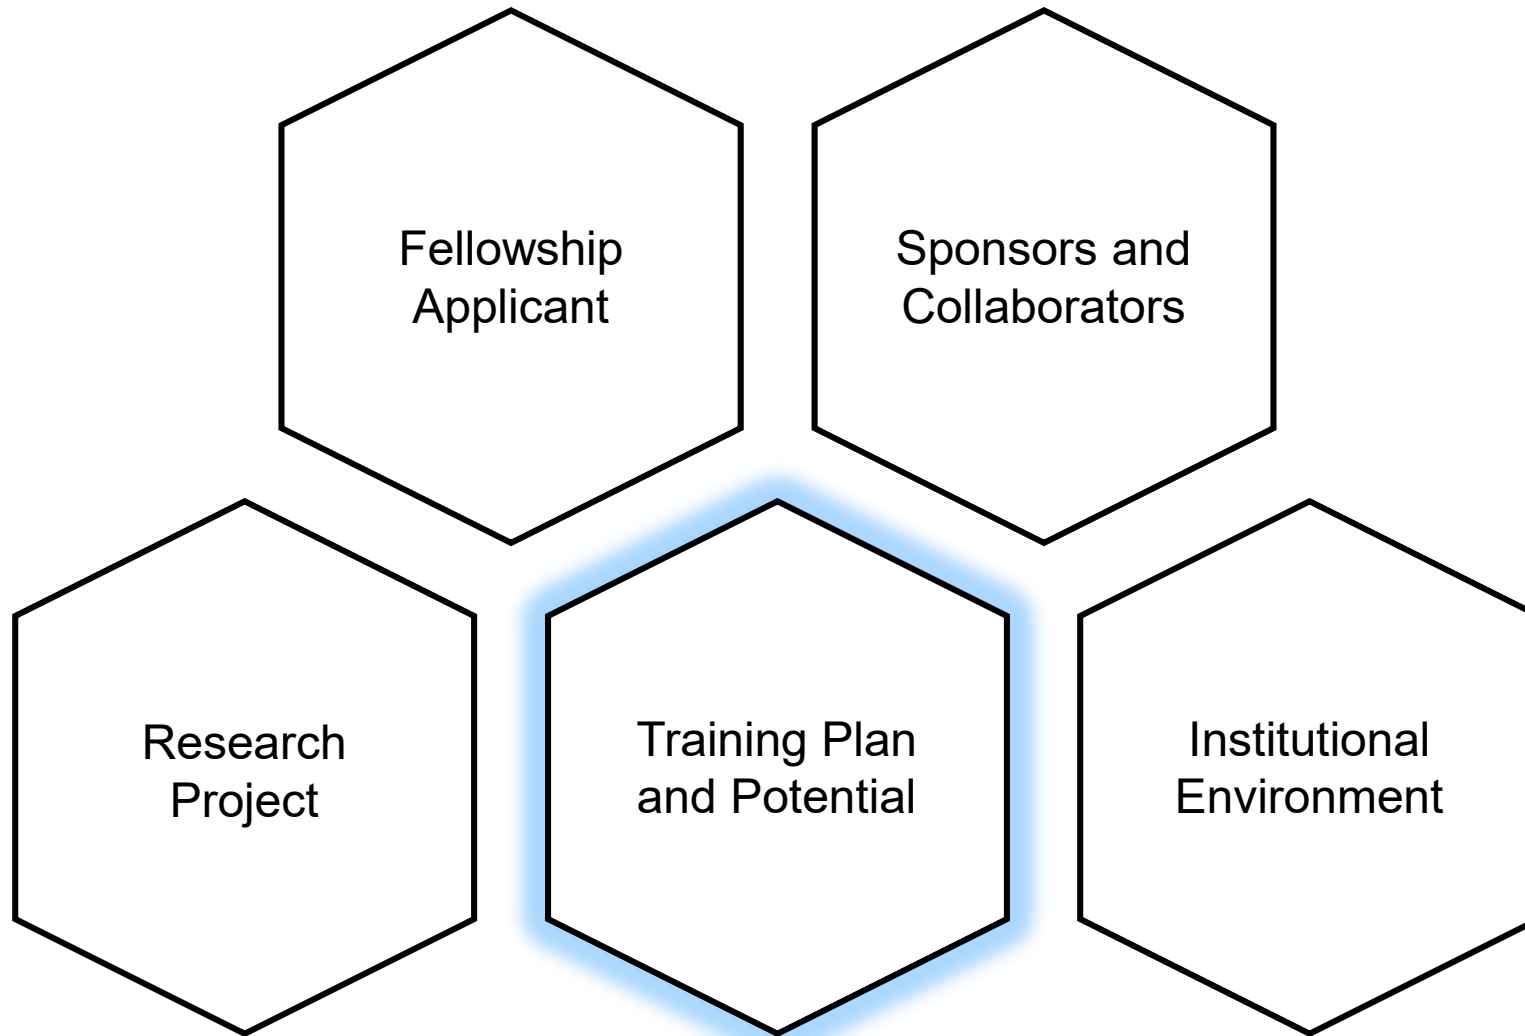 Fellowship
Applicant
Sponsors and
Collaborators
Research
Project
Training Plan
and Potential
Institutional
Environment